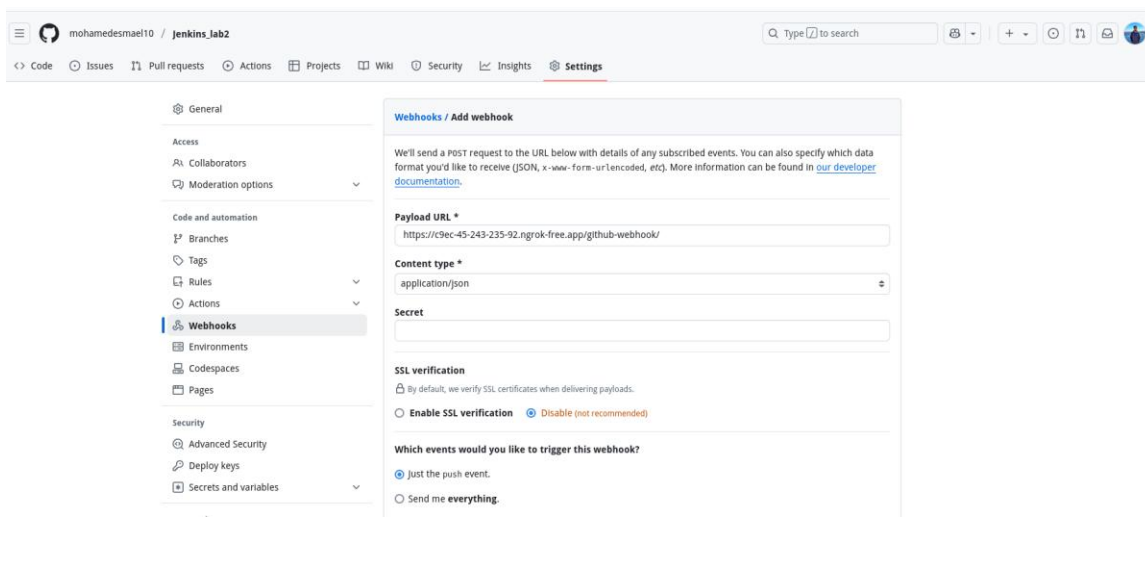 mohamedesmael10 / Jenkins_lab2
Type / to search
Code Issues Pull requests Actions Projects Wiki Security Insights Settings
General
Access
Collaborators
Moderation options
Code and automation
Branches
Tags
Rules
Actions
Webhooks
Environments
Codespaces
Pages
Security
Advanced Security
Deploy keys
Secrets and variables
Webhooks / Add webhook
We'll send a POST request to the URL below with details of any subscribed events. You can also specify which data
format you'd like to receive (JSON, x-www-form-urlencoded, etc). More information can be found in our developer
documentation.
Payload URL *
https://c9ec-45-243-235-92.ngrok-free.app/github-webhook/
Content type *
application/json
Secret
SSL verification
By default, we verify SSL certificates when delivering payloads.
Enable SSL verification Disable (not recommended)
Which events would you like to trigger this webhook?
Just the push event.
Send me everything.